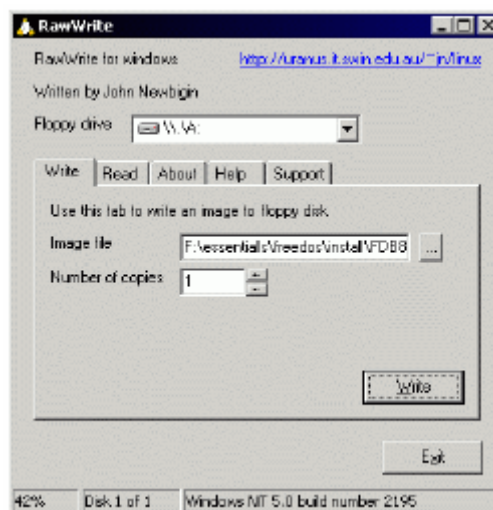 RawWrite
RawWrite for windows http://uranus.it.swin.edu.au/~jn/linux
Written by John Newbigin
Floppy drive \\.\A:
Write Read About Help Support
Use this tab to write an image to floppy disk
Image file F:\essentials\freedos\install\FDB8 ...
Number of copies 1
Write
Exit
42% Disk 1 of 1 Windows NT 5.0 build number 2195